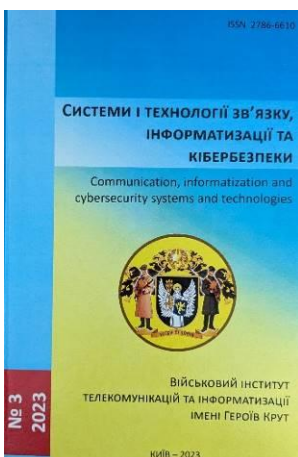 ISSN 2786-6610
СИСТЕМИ І ТЕХНОЛОГІЇ ЗВ'ЯЗКУ,
ІНФОРМАТИЗАЦІЇ ТА
КІБЕРБЕЗПЕКИ
Communication, informatization and
cybersecurity systems and technologies
ВІЙСЬКОВИЙ ІНСТИТУТ
ТЕЛЕКОМУНІКАЦІЙ ТА ІНФОРМАТИЗАЦІЇ
ІМЕНІ ГЕРОЇВ КРУТ
№ 3
2023
КИЇВ – 2023